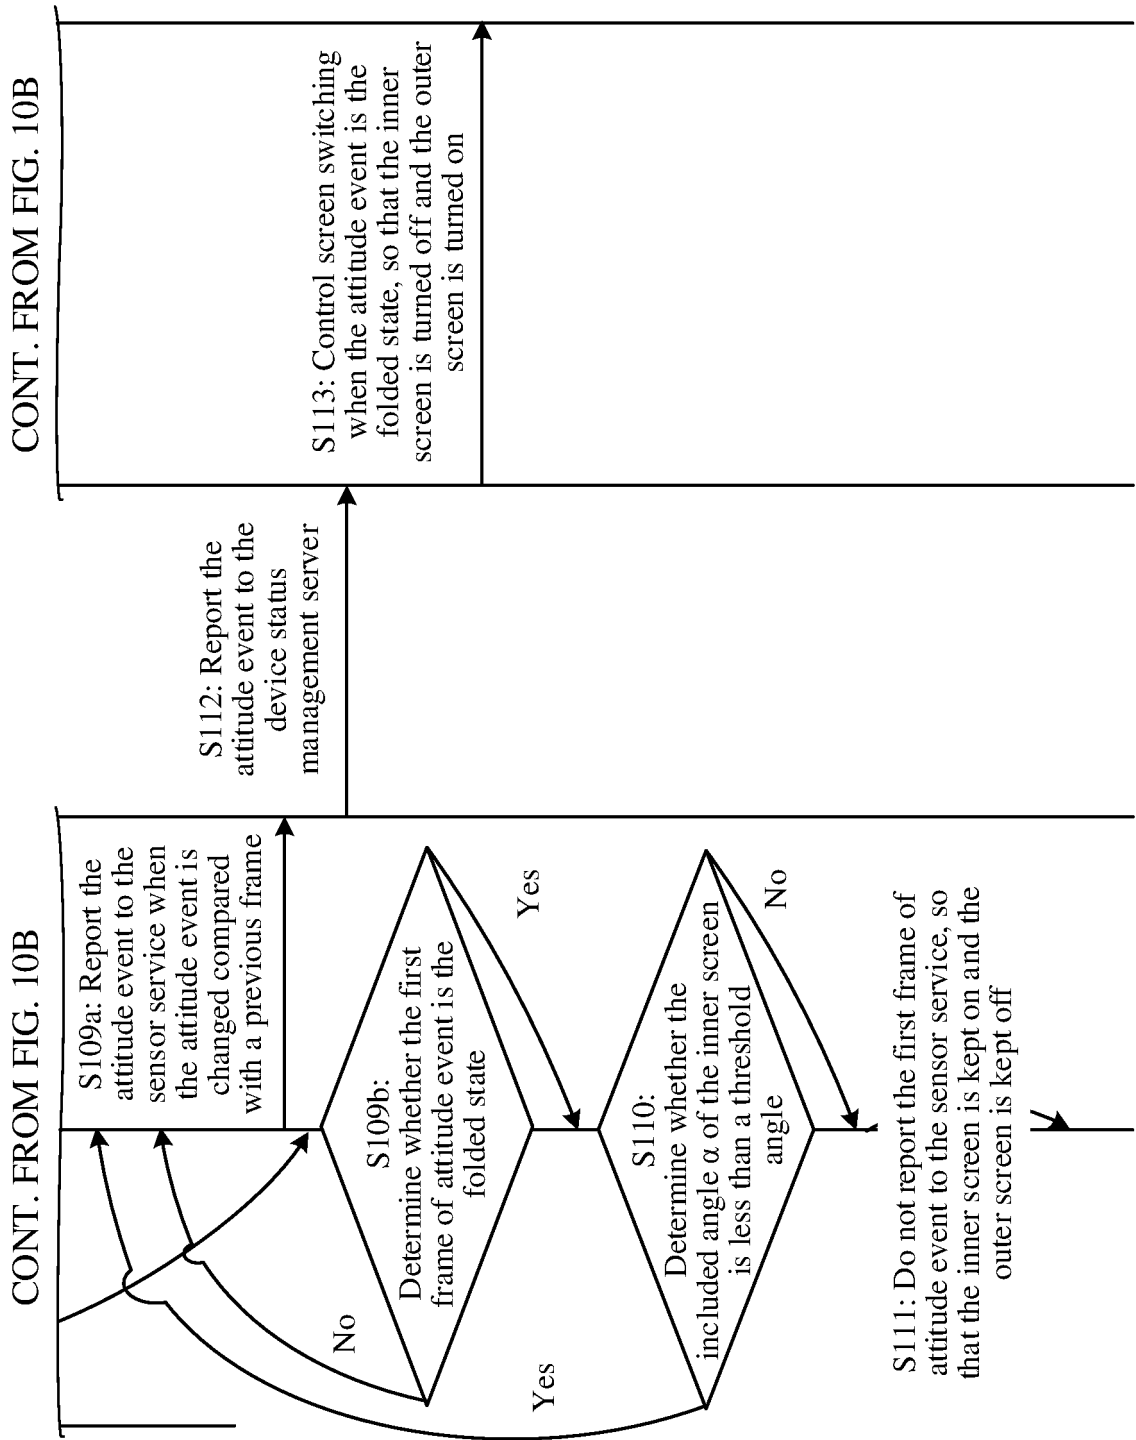 CONT. FROM FIG. 10B
CONT. FROM FIG. 10B
S109a: Report the
attitude event to the
sensor service when
the attitude event is
changed compared
with a previous frame
S112: Report the
attitude event to the
device status
management server
S113: Control screen switching
when the attitude event is the
folded state, so that the inner
screen is turned off and the outer
screen is turned on
S109b:
Determine whether the first
frame of attitude event is the
folded state
No
Yes
S110:
Determine whether the
included angle α of the inner screen
is less than a threshold
angle
Yes
No
S111: Do not report the first frame of
attitude event to the sensor service, so
that the inner screen is kept on and the
outer screen is kept off